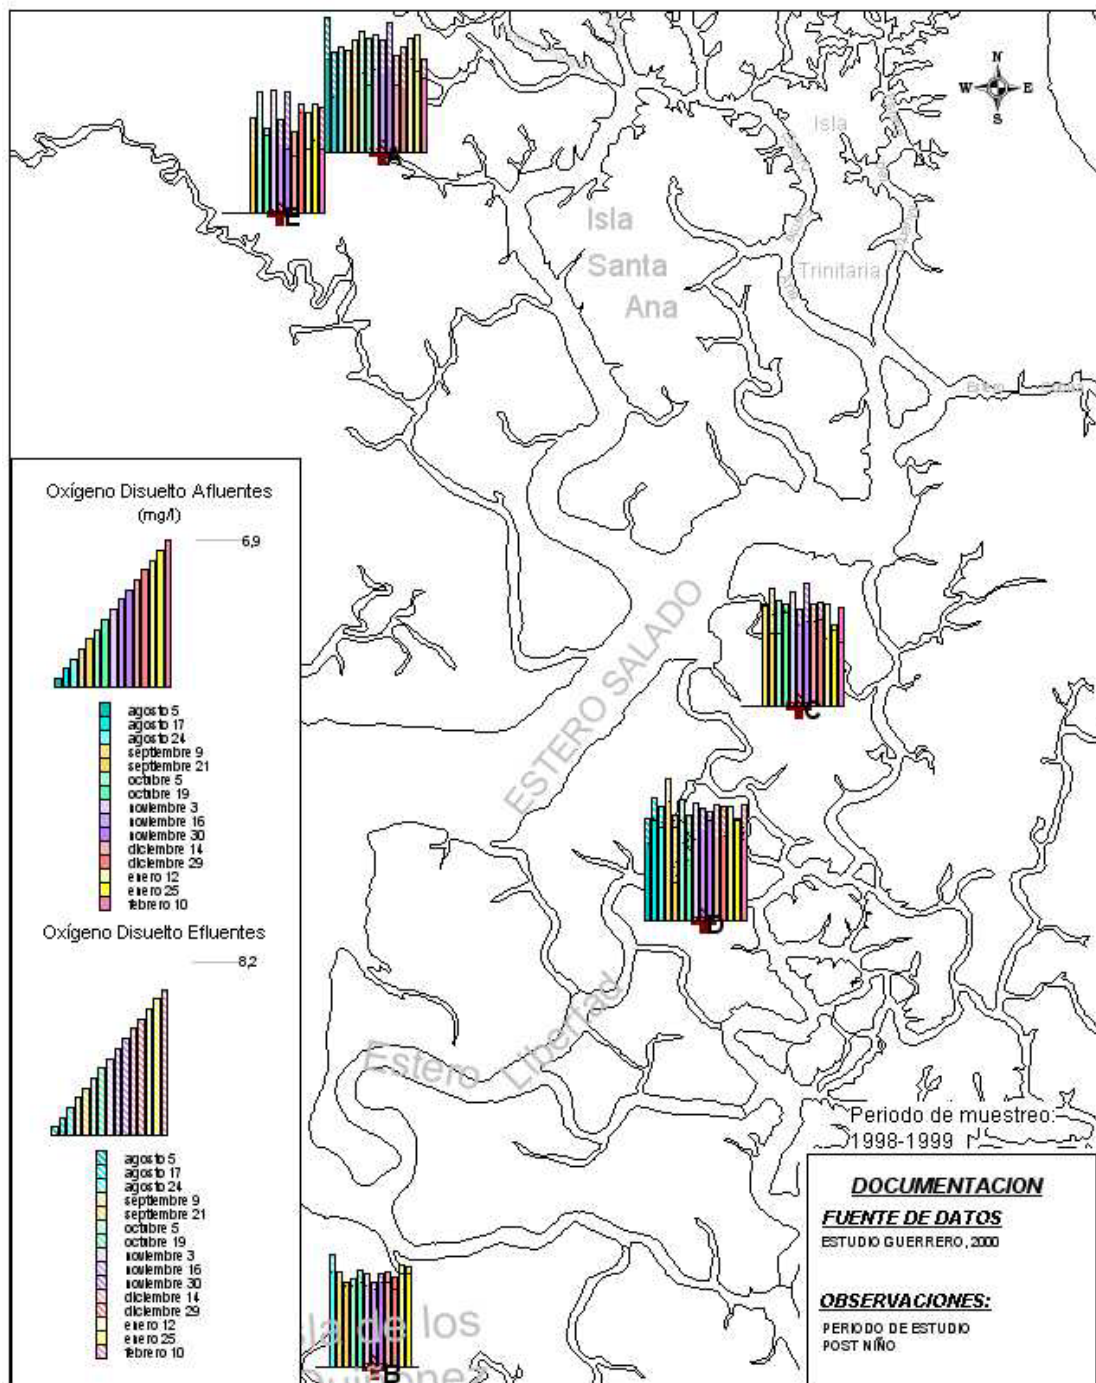 N
W E
S
A
E
Isla
Santa
Ana
Isla
Trinitaria
Oxígeno Disuelto Afluentes
(mg/l)
6,9
agosto 5
agosto 17
agosto 24
septiembre 9
septiembre 21
octubre 5
octubre 19
noviembre 3
noviembre 16
noviembre 30
diciembre 14
diciembre 29
enero 12
enero 25
febrero 10
Oxígeno Disuelto Efluentes
8,2
agosto 5
agosto 17
agosto 24
septiembre 9
septiembre 21
octubre 5
octubre 19
noviembre 3
noviembre 16
noviembre 30
diciembre 14
diciembre 29
enero 12
enero 25
febrero 10
ESTERO SALADO
C
D
Estero Libertad
B
Periodo de muestreo:
1998-1999
DOCUMENTACION
FUENTE DE DATOS
ESTUDIO GUERRERO, 2000
OBSERVACIONES:
PERIODO DE ESTUDIO
POST NIÑO
de los